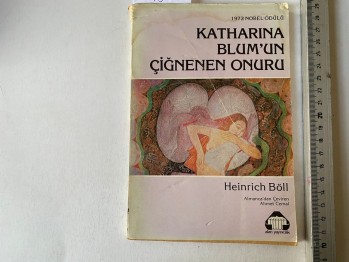 1972 NOBEL ÖDÜLÜ
KATHARINA
BLUM'UN
ÇİĞNENEN ONURU
Heinrich Böll
Almanca'dan Çeviren
Ahmet Cemal